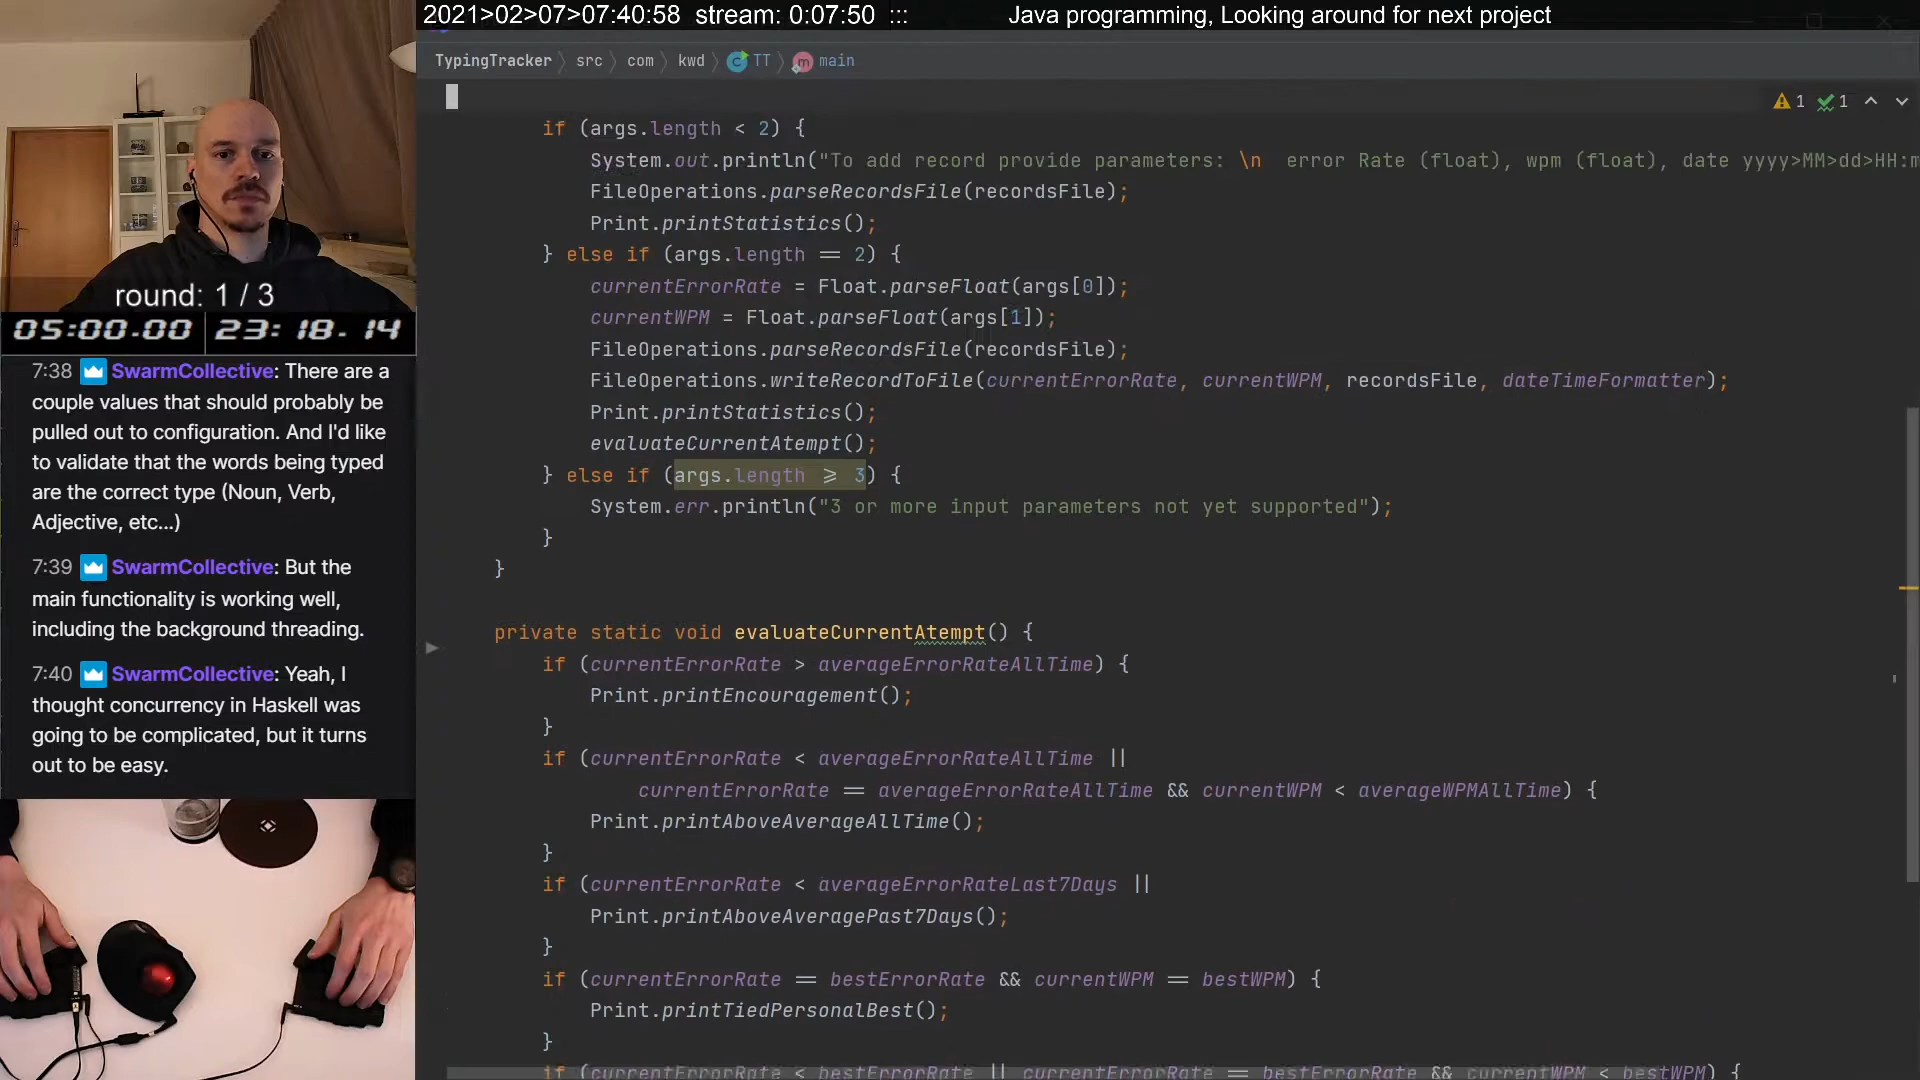 2021>02>07>07:40:58 stream: 0:07:50 ::: Java programming, Looking around for next project
TypingTracker > src > com > kwd > TT > main
1 1
if (args.length < 2) {
System.out.println("To add record provide parameters: \n  error Rate (float), wpm (float), date yyyy>MM>dd>HH:m
FileOperations.parseRecordsFile(recordsFile);
Print.printStatistics();
} else if (args.length == 2) {
currentErrorRate = Float.parseFloat(args[0]);
currentWPM = Float.parseFloat(args[1]);
FileOperations.parseRecordsFile(recordsFile);
FileOperations.writeRecordToFile(currentErrorRate, currentWPM, recordsFile, dateTimeFormatter);
Print.printStatistics();
evaluateCurrentAtempt();
} else if (args.length >= 3) {
System.err.println("3 or more input parameters not yet supported");
}
}
private static void evaluateCurrentAtempt() {
if (currentErrorRate > averageErrorRateAllTime) {
Print.printEncouragement();
}
if (currentErrorRate < averageErrorRateAllTime ||
currentErrorRate == averageErrorRateAllTime && currentWPM < averageWPMAllTime) {
Print.printAboveAverageAllTime();
}
if (currentErrorRate < averageErrorRateLast7Days ||
Print.printAboveAveragePast7Days();
}
if (currentErrorRate == bestErrorRate && currentWPM == bestWPM) {
Print.printTiedPersonalBest();
}
if (currentErrorRate < bestErrorRate || currentErrorRate == bestErrorRate && currentWPM < bestWPM) {
round: 1 / 3
05:00.00 23:18.14
7:38 SwarmCollective: There are a
couple values that should probably be
pulled out to configuration. And I'd like
to validate that the words being typed
are the correct type (Noun, Verb,
Adjective, etc...)
7:39 SwarmCollective: But the
main functionality is working well,
including the background threading.
7:40 SwarmCollective: Yeah, I
thought concurrency in Haskell was
going to be complicated, but it turns
out to be easy.